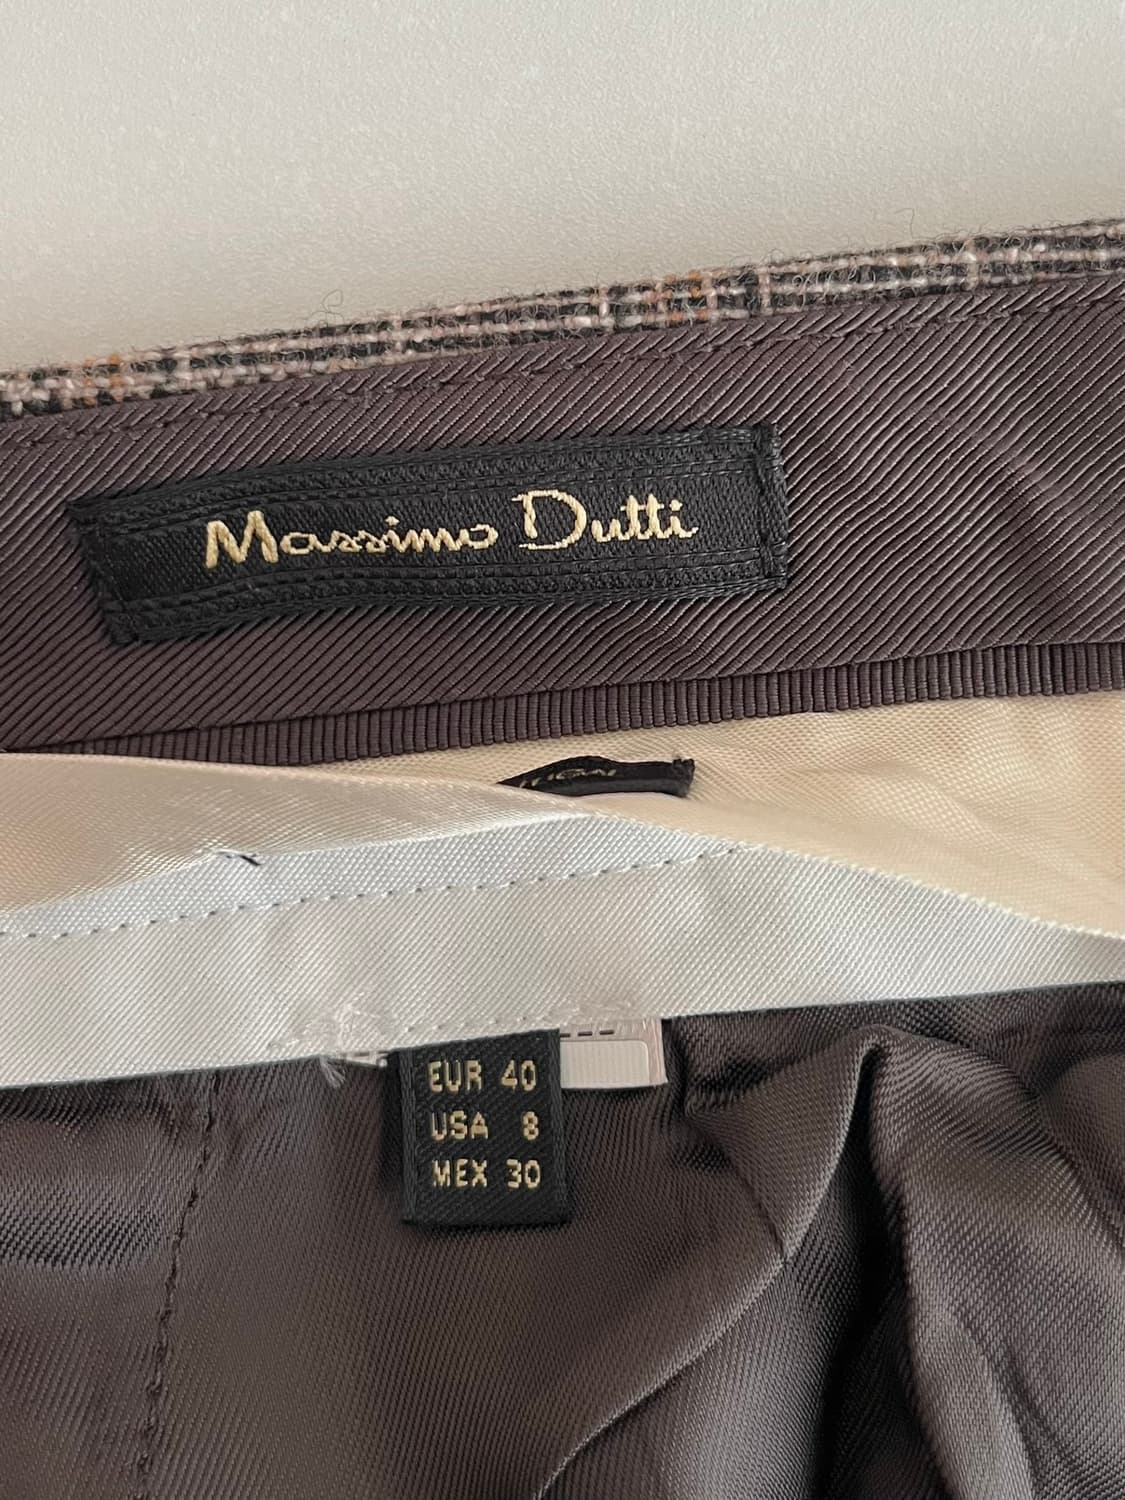 Massimo Dutti
EUR 40
USA 8
MEX 30